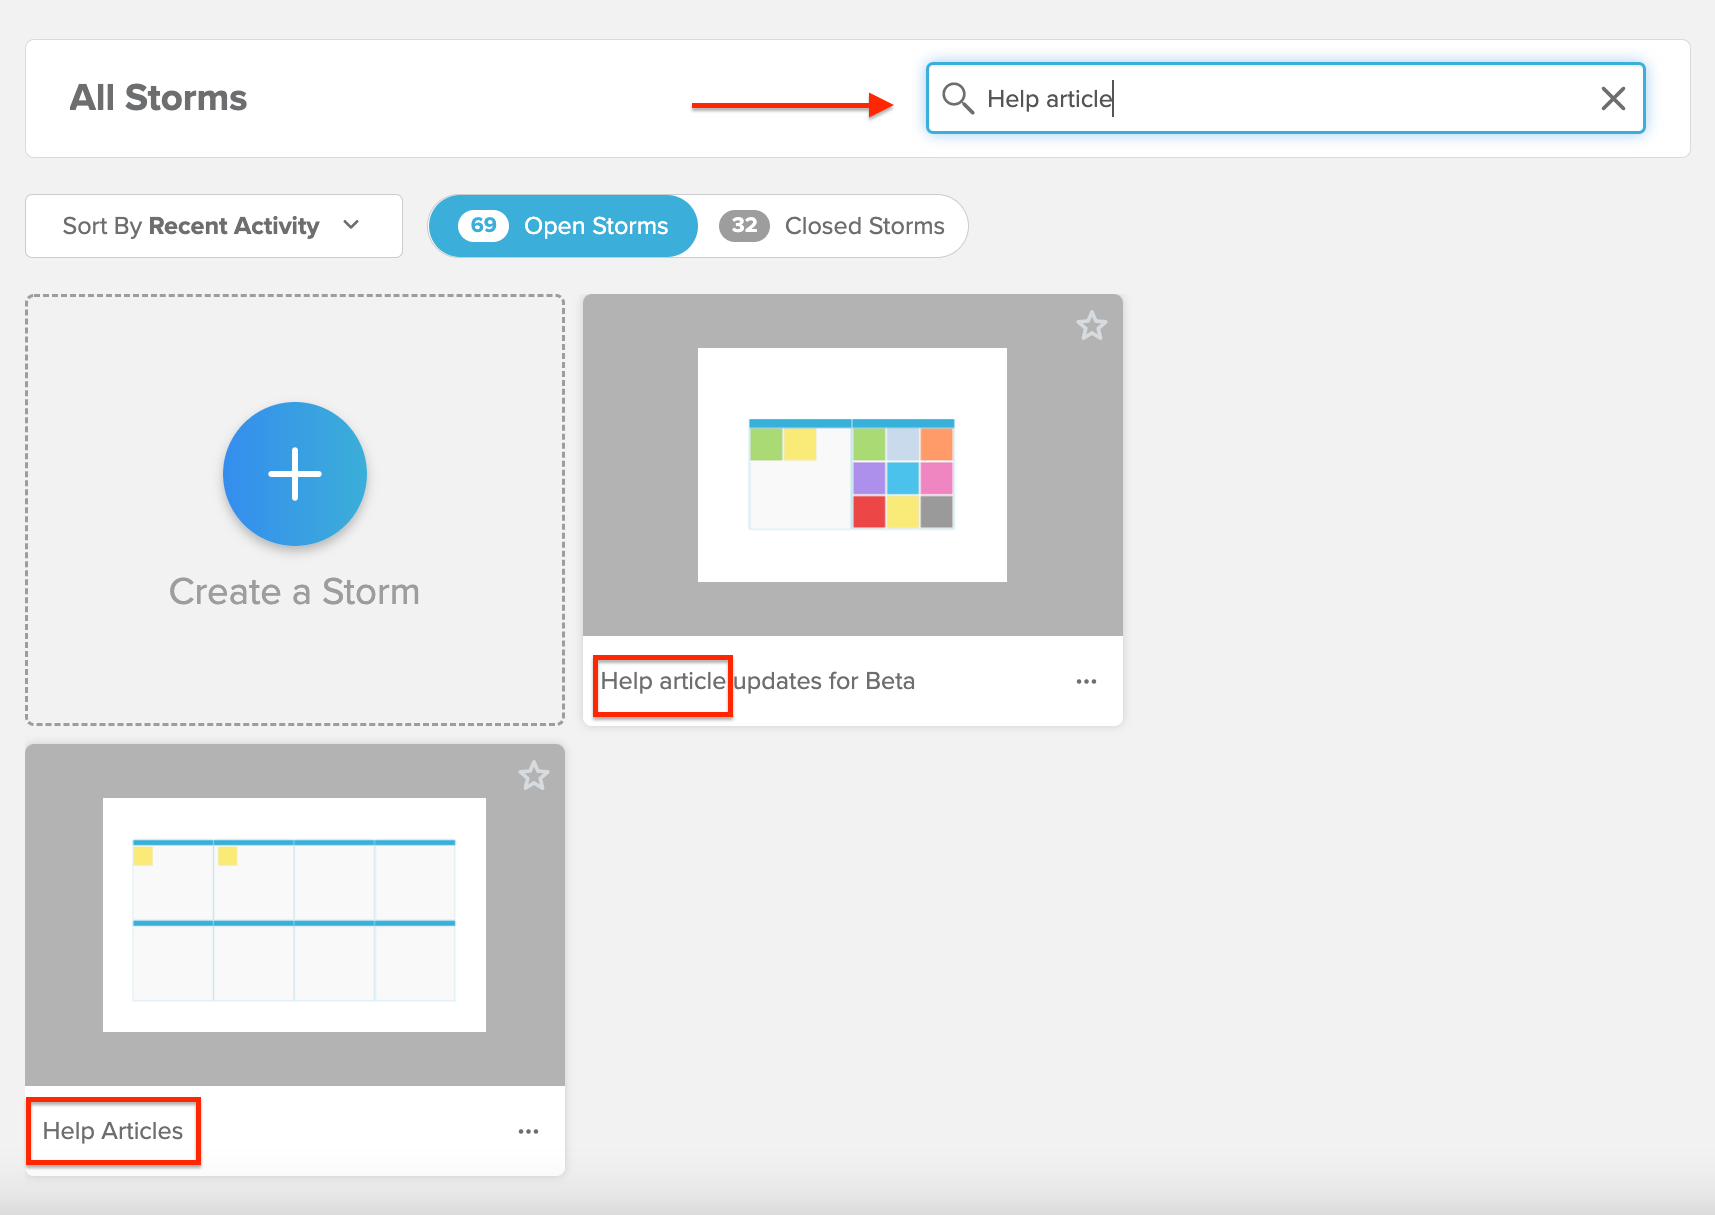 All Storms
Help article
Sort By Recent Activity
69 Open Storms
32 Closed Storms
Create a Storm
Help article updates for Beta
Help Articles